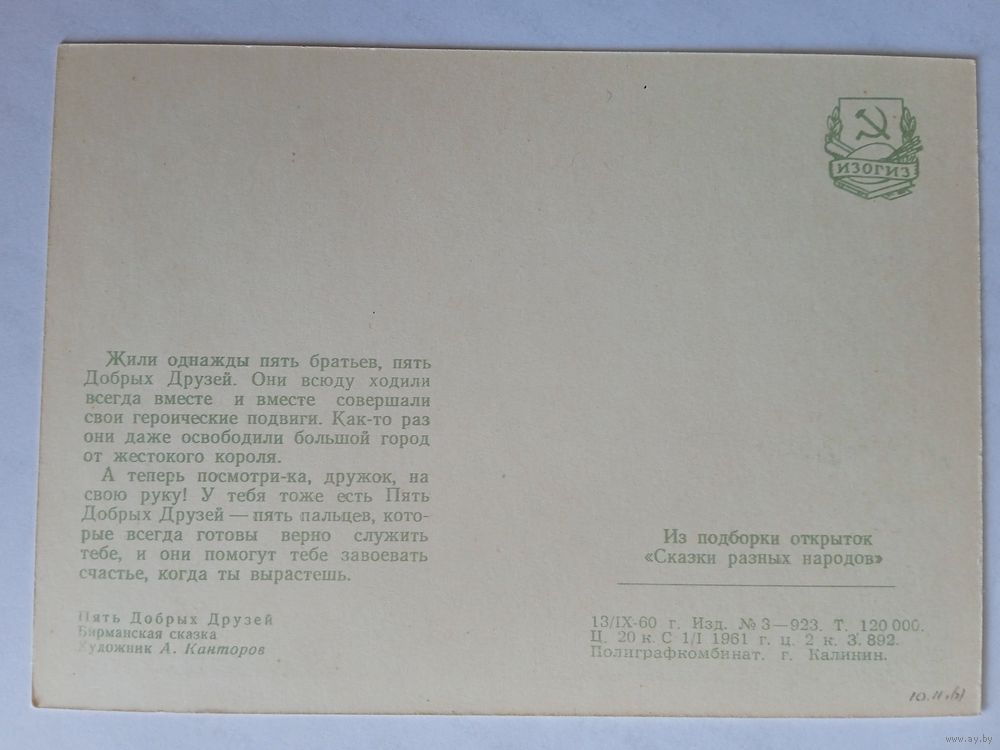 ИЗОГИЗ
Жили однажды пять братьев, пять
Добрых Друзей. Они всюду ходили
всегда вместе и вместе совершали
свои героические подвиги. Как-то раз
они даже освободили большой город
от жестокого короля.
А теперь посмотри-ка, дружок, на
свою руку! У тебя тоже есть Пять
Добрых Друзей — пять пальцев, кото-
рые всегда готовы верно служить
тебе, и они помогут тебе завоевать
счастье, когда ты вырастешь.
Пять Добрых Друзей
Бирманская сказка
Художник А. Канторов
Из подборки открыток
«Сказки разных народов»
13/IX-60 г. Изд. № 3—923. Т. 120 000.
Ц. 20 к. С 1/I 1961 г. ц. 2 к. З. 892.
Полиграфкомбинат. г. Калинин.
www.ay.by